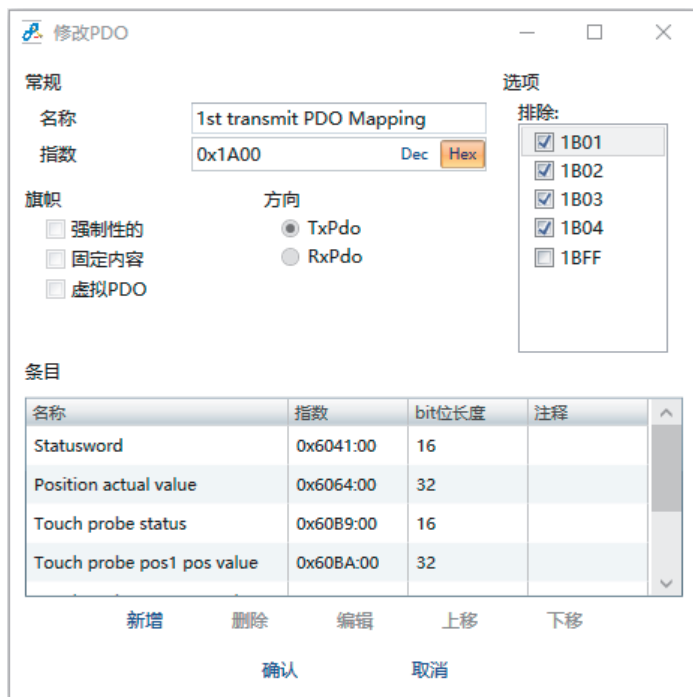 修改PDO
常规
选项
名称 1st transmit PDO Mapping
排除:
指数 0x1A00 Dec Hex
1B01
1B02
1B03
1B04
1BFF
旗帜
方向
强制性的
TxPdo
固定内容
RxPdo
虚拟PDO
条目
名称 指数 bit位长度 注释
Statusword 0x6041:00 16
Position actual value 0x6064:00 32
Touch probe status 0x60B9:00 16
Touch probe pos1 pos value 0x60BA:00 32
新增 删除 编辑 上移 下移
确认 取消